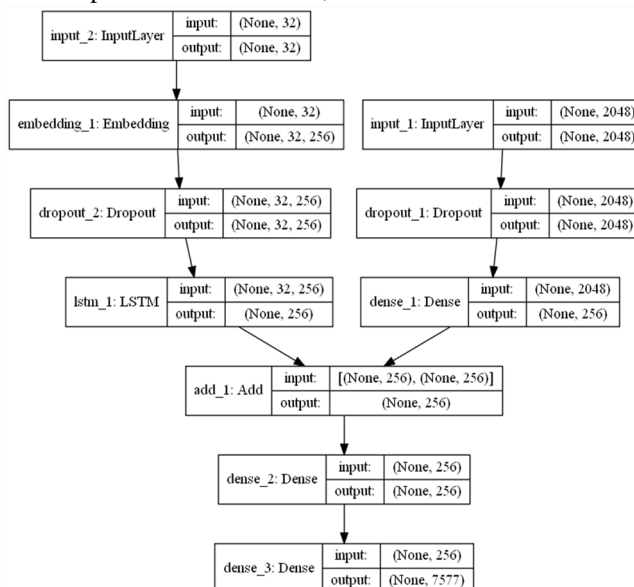 input_2: InputLayer input: (None, 32)
output: (None, 32)
embedding_1: Embedding input: (None, 32)
output: (None, 32, 256)
input_1: InputLayer input: (None, 2048)
output: (None, 2048)
dropout_2: Dropout input: (None, 32, 256)
output: (None, 32, 256)
dropout_1: Dropout input: (None, 2048)
output: (None, 2048)
lstm_1: LSTM input: (None, 32, 256)
output: (None, 256)
dense_1: Dense input: (None, 2048)
output: (None, 256)
add_1: Add input: [(None, 256), (None, 256)]
output: (None, 256)
dense_2: Dense input: (None, 256)
output: (None, 256)
dense_3: Dense input: (None, 256)
output: (None, 7577)